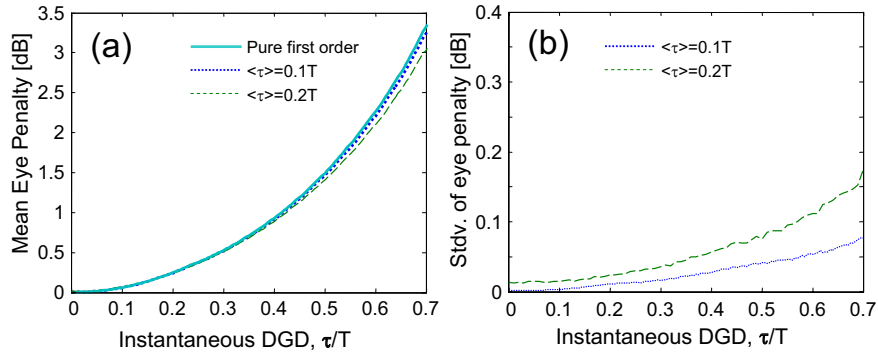 (a)
Pure first order
<τ>=0.1T
<τ>=0.2T
Mean Eye Penalty [dB]
3.5
3
2.5
2
1.5
1
0.5
0
0 0.1 0.2 0.3 0.4 0.5 0.6 0.7
Instantaneous DGD, τ/T
(b)
<τ>=0.1T
<τ>=0.2T
Stdv. of eye penalty [dB]
0.4
0.3
0.2
0.1
0
0 0.1 0.2 0.3 0.4 0.5 0.6 0.7
Instantaneous DGD, τ/T